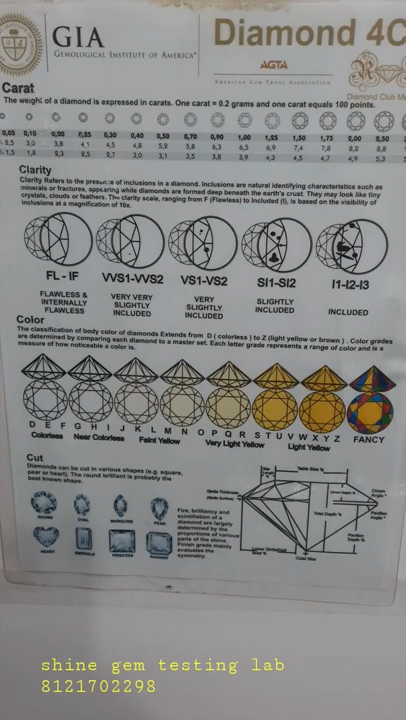 GIA
GEMOLOGICAL INSTITUTE OF AMERICA®
Diamond 4C
AGTA
AMERICAN GEM TRADE ASSOCIATION
Diamond Club Me
Carat
The weight of a diamond is expressed in carats. One carat = 0.2 grams and one carat equals 100 points.
0,05 0,10 0,20 0,25 0,30 0,40 0,50 0,70 0,90 1,00 1,25 1,50 1,75 2,00 2,50
2,5 3,0 3,8 4,1 4,5 4,8 5,2 5,8 6,3 6,5 6,9 7,4 7,8 8,2 8,8
1,5 1,8 2,3 2,5 2,7 3,0 3,1 3,5 3,8 3,9 4,3 4,5 4,7 4,9 5,3
Clarity
Clarity Refers to the presence of inclusions in a diamond. Inclusions are natural identifying characteristics such as
minerals or fractures, appearing while diamonds are formed deep beneath the earth's crust. They may look like tiny
crystals, clouds or feathers. The clarity scale, ranging from F (Flawless) to Included (I), is based on the visibility of
inclusions at a magnification of 10x.
FL - IF VVS1-VVS2 VS1-VS2 SI1-SI2 I1-I2-I3
FLAWLESS & INTERNALLY FLAWLESS
VERY VERY SLIGHTLY INCLUDED
VERY SLIGHTLY INCLUDED
SLIGHTLY INCLUDED
INCLUDED
Color
The classification of body color of diamonds Extends from D ( colorless ) to Z (light yellow or brown ) . Color grades
are determined by comparing each diamond to a master set. Each letter grade represents a range of color and is a
measure of how noticeable a color is.
D E F G H I J K L M N O P Q R S T U V W X Y Z FANCY
Colorless Near Colorless Faint Yellow Very Light Yellow Light Yellow
Cut
Diamonds can be cut in various shapes (e.g. square,
pear or heart). The round brilliant is probably the
best known shape.
ROUND OVAL MARQUISE PEAR
HEART EMERALD PRINCESS RADIANT
Fire, brilliancy and
scintillation of a
diamond are largely
determined by the
proportions of various
parts of the stone.
Finish grade mainly
evaluates the
symmetry.
Table Size %
Girdle Thickness
Crown Angle °
Total Depth %
Pavilion Angle °
Pavilion Depth %
Culet Size
shine gem testing lab
8121702298